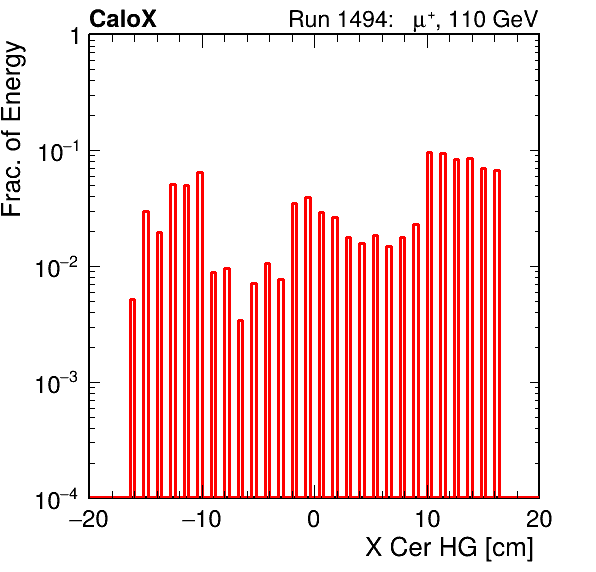 CaloX Run 1494: μ⁺, 110 GeV
Frac. of Energy
1
10⁻¹
10⁻²
10⁻³
10⁻⁴
−20 −10 0 10 20
X Cer HG [cm]